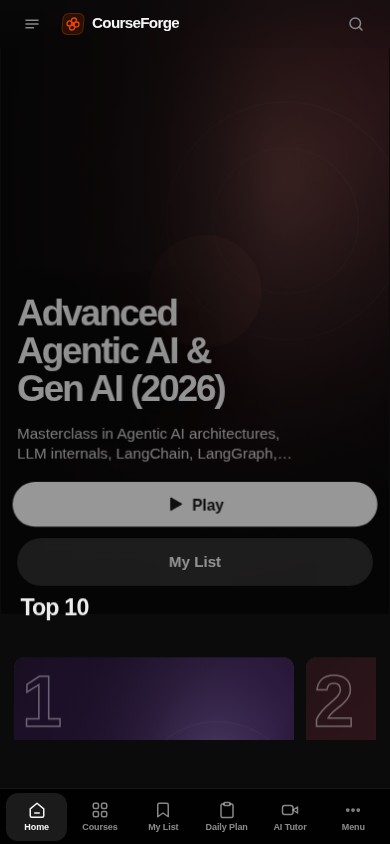 CourseForge
Advanced
Agentic AI &
Gen AI (2026)
Masterclass in Agentic AI architectures,
LLM internals, LangChain, LangGraph,…
Play
My List
Top 10
1
2
Home
Courses
My List
Daily Plan
AI Tutor
Menu